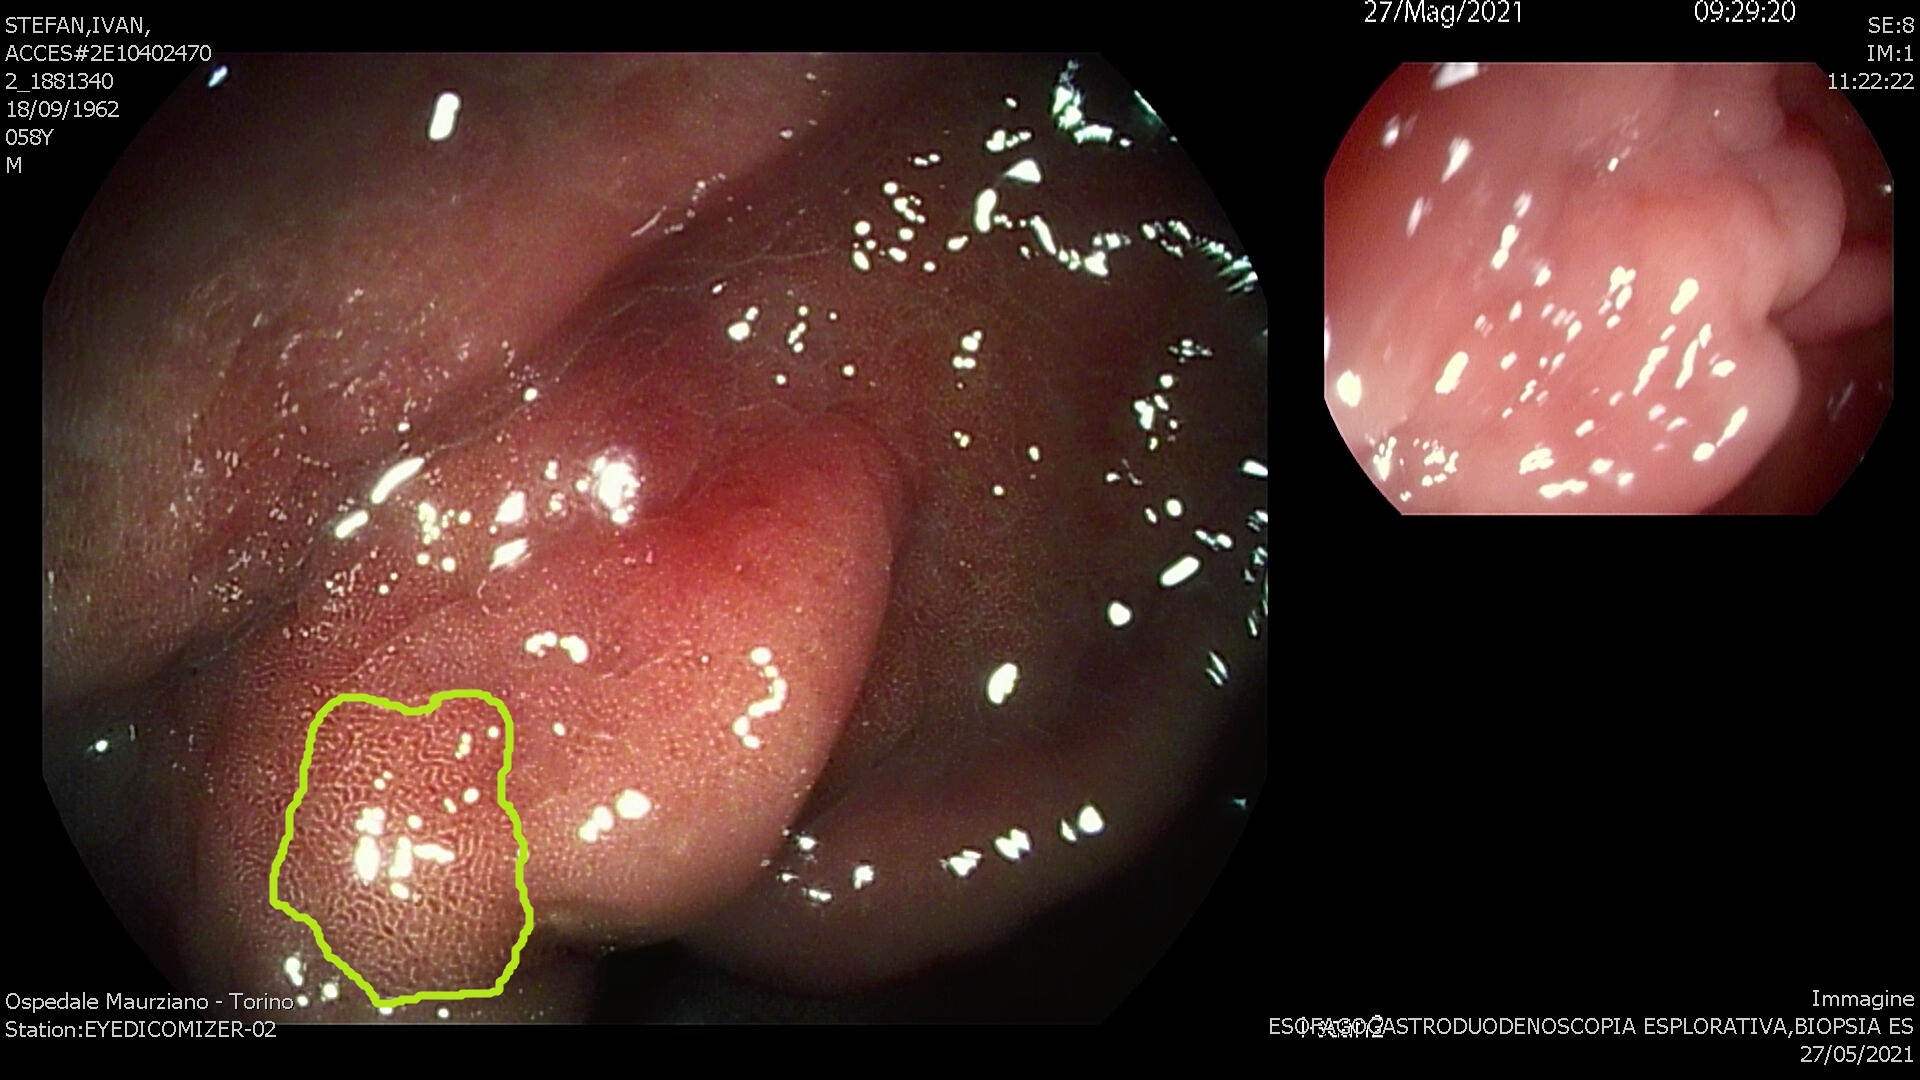 STEFAN,IVAN,
ACCES#2E10402470
2_1881340
18/09/1962
058Y
M
27/Mag/2021 09:29:20
SE:8
IM:1
11:22:22
Ospedale Maurziano - Torino
Station:EYEDICOMIZER-02
Immagine
ESOFAGOGASTRODUODENOSCOPIA ESPLORATIVA,BIOPSIA ES
27/05/2021